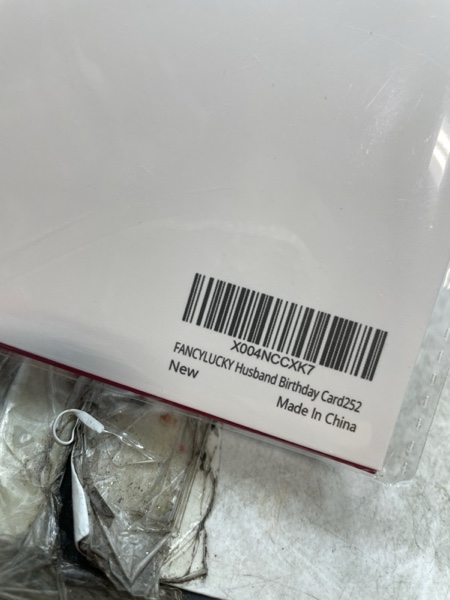 X004NCCXK7
FANCYLUCKY Husband Birthday Card252
New
Made In China